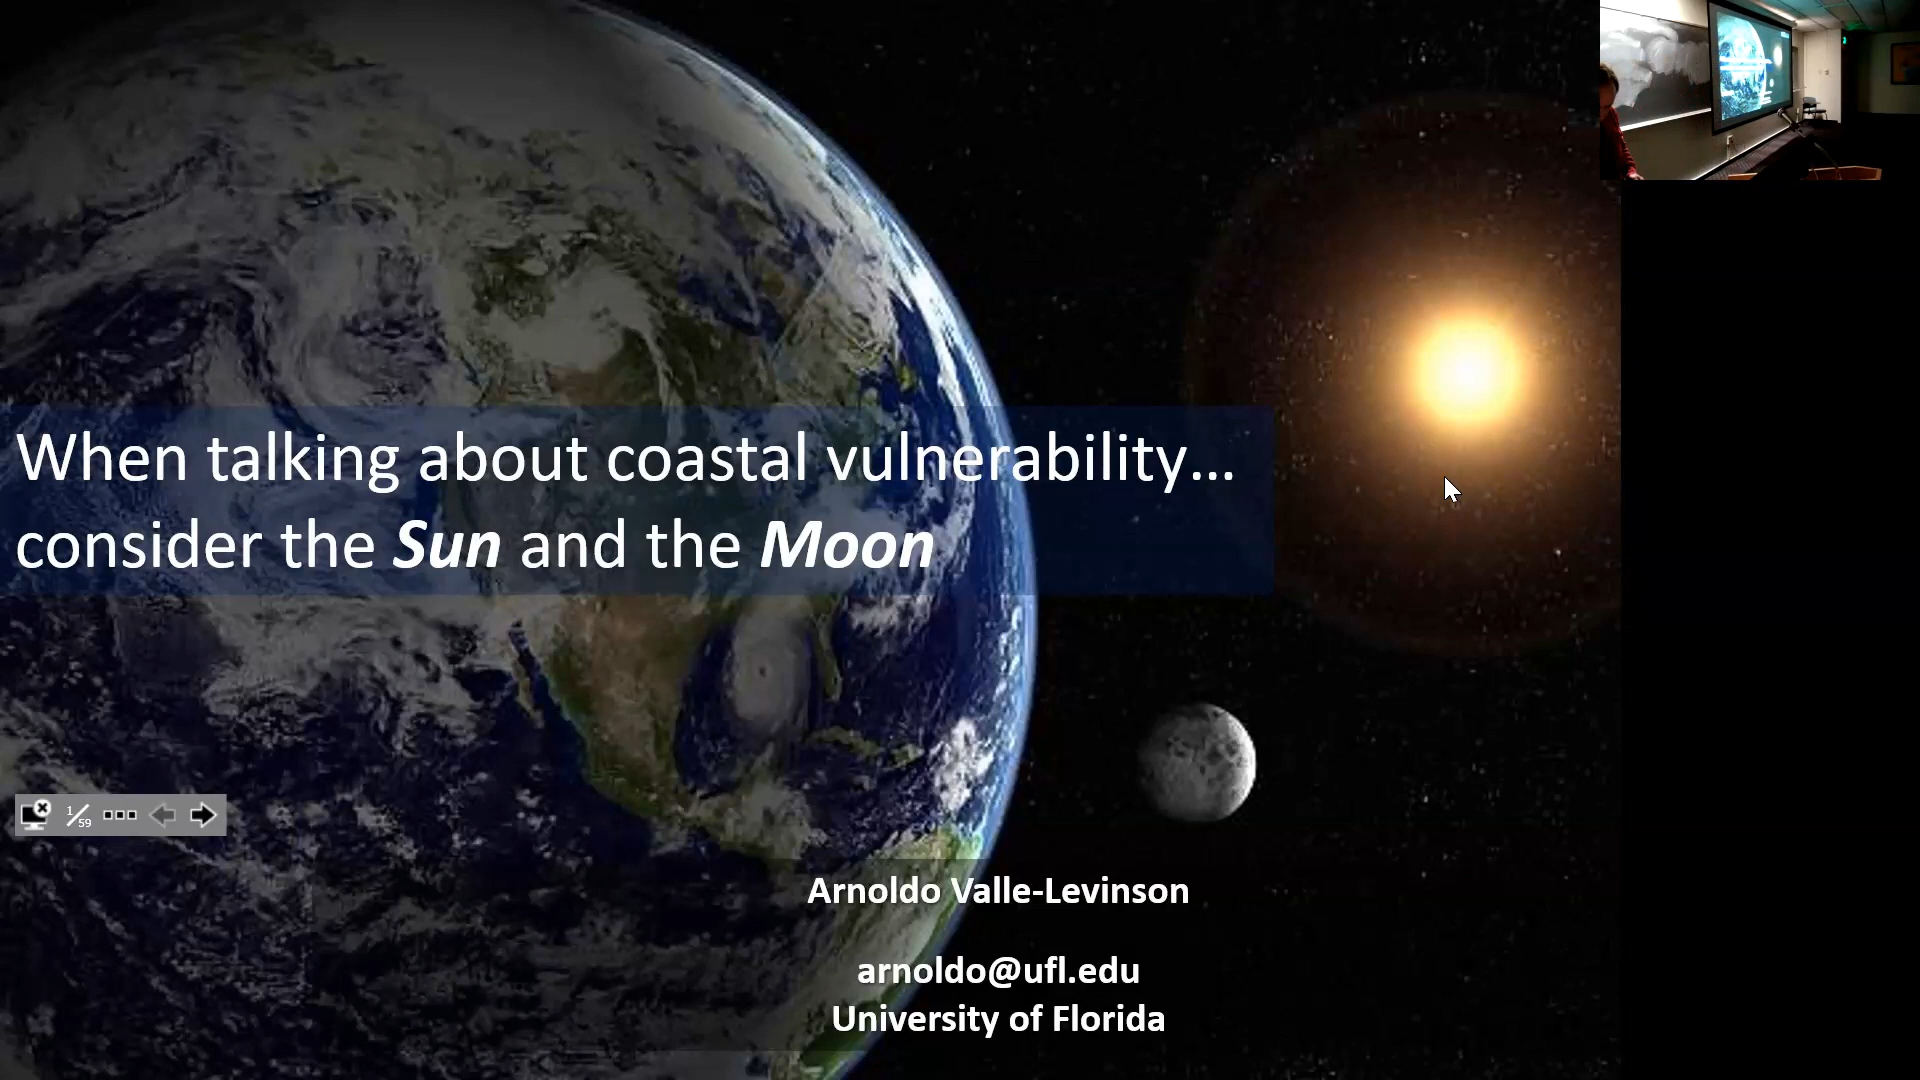 When talking about coastal vulnerability...
consider the Sun and the Moon
1/59
Arnoldo Valle-Levinson
arnoldo@ufl.edu
University of Florida